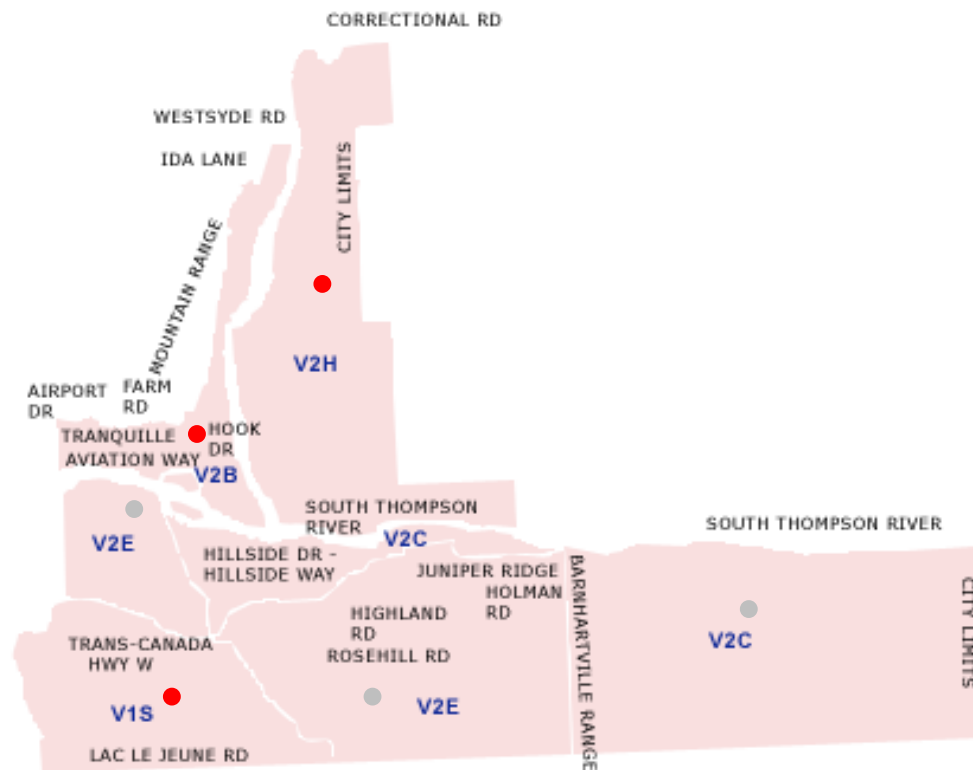 CORRECTIONAL RD
WESTSYDE RD
IDA LANE
CITY LIMITS
MOUNTAIN RANGE
V2H
AIRPORT
DR
FARM
RD
TRANQUILLE
AVIATION WAY
HOOK
DR
V2B
SOUTH THOMPSON
RIVER
V2C
SOUTH THOMPSON RIVER
V2E
HILLSIDE DR -
HILLSIDE WAY
JUNIPER RIDGE
HOLMAN
RD
BARNHARTVILLE RANGE
CITY LIMITS
HIGHLAND
RD
ROSEHILL RD
V2C
TRANS-CANADA
HWY W
V1S
V2E
LAC LE JEUNE RD